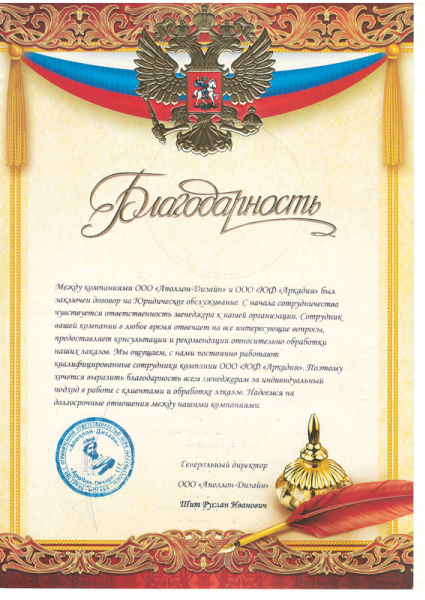 Благодарность
Между компаниями ООО «Аполлон-Дизайн» и ООО «ЮФ «Аркадия» был
заключен договор на Юридическое обслуживание. С начала сотрудничества
чувствуется ответственность менеджера к нашей организации. Сотрудник
вашей компании в любое время отвечает на все интересующие вопросы,
предоставляет консультации и рекомендации относительно обработки
наших заказов. Мы ощущаем, с нами постоянно работают
квалифицированные сотрудники компании ООО «ЮФ «Аркадия». Поэтому
хочется выразить благодарность всем менеджерам за индивидуальный
подход в работе с клиентами и обработке заказов. Надеемся на
долгосрочные отношения между нашими компаниями.
«Аполлон-Дизайн»
«Apollon-Design», LLC
Генеральный директор
ООО «Аполлон-Дизайн»
Шит Руслан Иванович